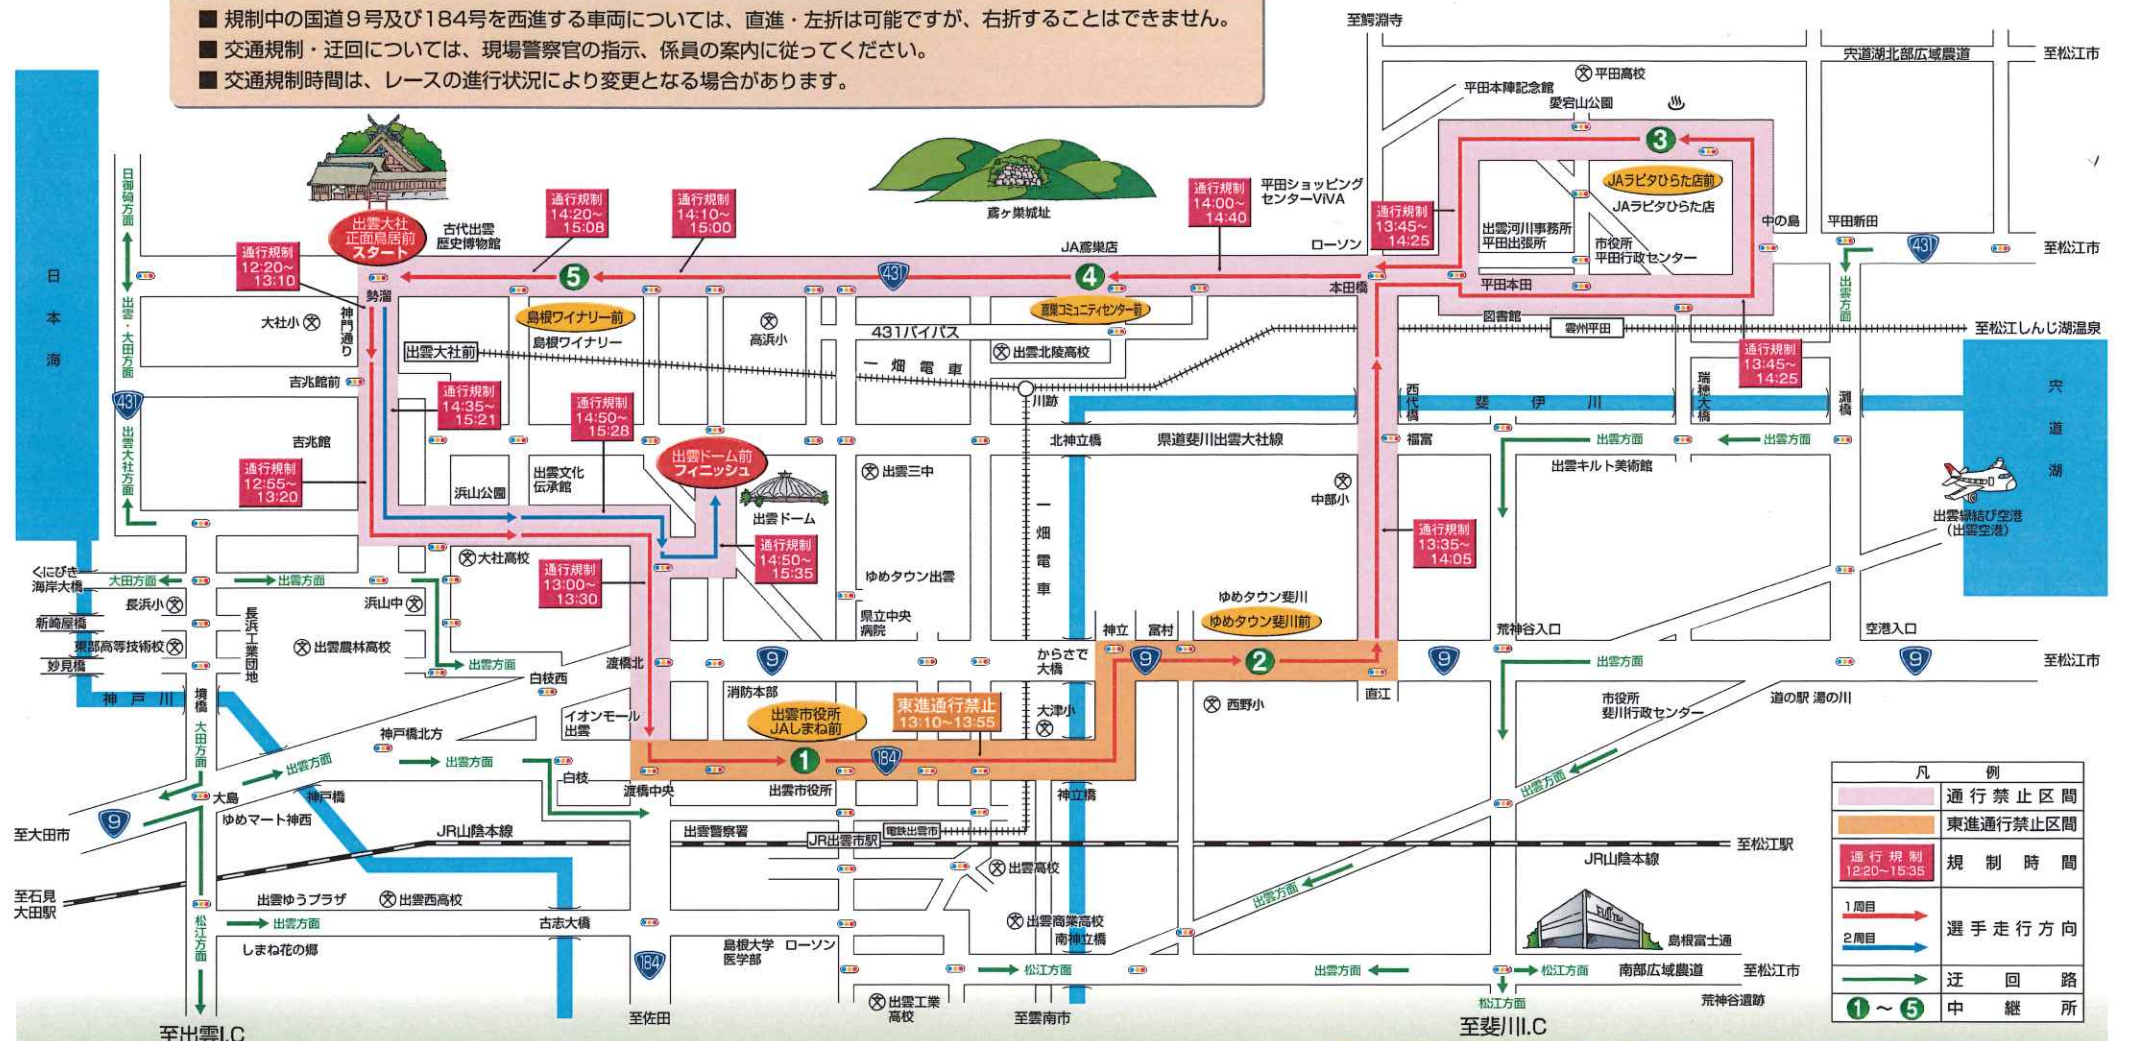 ■ 規制中の国道9号及び184号を西進する車両については、直進・左折は可能ですが、右折することはできません。
■ 交通規制・迂回については、現場警察官の指示、係員の案内に従ってください。
■ 交通規制時間は、レースの進行状況により変更となる場合があります。
至鰐淵寺
宍道湖北部広域農道
至松江市
平田高校
平田本陣記念館
愛宕山公園
3
JAラピタひらた店前
JAラピタひらた店
日御碕方面
出雲大社
正面鳥居前
スタート
古代出雲
歴史博物館
通行規制
14:20~
15:08
通行規制
14:10~
15:00
鳶ヶ巣城址
通行規制
14:00~
14:40
平田ショッピング
センターViVA
通行規制
13:45~
14:25
出雲河川事務所
平田出張所
市役所
平田行政センター
中の島
平田新田
431
至松江市
通行規制
12:20~
13:10
JA鳶巣店
ローソン
日本海
勢溜
5
431
4
本田橋
平田本田
出雲方面
出雲・大田方面
大社小
神門通り
島根ワイナリー前
島根ワイナリー
高浜小
鳶巣コミュニティセンター前
431バイパス
図書館
雲州平田
至松江しんじ湖温泉
出雲大社前
一畑電車
出雲北陵高校
通行規制
13:45~
14:25
吉兆館前
431
通行規制
14:35~
15:21
通行規制
14:50~
15:28
川跡
西代橋
斐伊川
瑞穂大橋
灘橋
宍道湖
出雲大社方面
吉兆館
出雲ドーム前
フィニッシュ
北神立橋
県道斐川出雲大社線
福富
出雲方面
出雲方面
通行規制
12:55~
13:20
浜山公園
出雲文化
伝承館
出雲三中
出雲キルト美術館
中部小
出雲ドーム
一畑電車
出雲縁結び空港
(出雲空港)
大社高校
通行規制
13:00~
13:30
通行規制
14:50~
15:35
通行規制
13:35~
14:05
くにびき
海岸大橋
大田方面
出雲方面
ゆめタウン出雲
長浜小
浜山中
県立中央
病院
ゆめタウン斐川
ゆめタウン斐川前
新崎屋橋
長浜工業団地
東部高等技術校
出雲農林高校
神立
富村
荒神谷入口
空港入口
妙見橋
出雲方面
渡橋北
9
からさで
大橋
9
2
9
出雲方面
9
至松江市
神戸川
境橋
白枝西
消防本部
直江
西野小
市役所
斐川行政センター
道の駅 湯の川
大田方面
イオンモール
出雲
出雲市役所
JAしまね前
東進通行禁止
13:10~13:55
大津小
神戸橋北方
出雲方面
出雲方面
1
184
白枝
渡橋中央
出雲市役所
神立橋
出雲方面
大島
神戸橋
9
ゆめマート神西
至大田市
JR山陰本線
出雲警察署
JR出雲市駅
電鉄出雲市
至松江駅
JR山陰本線
出雲高校
至石見
大田駅
出雲ゆうプラザ
出雲西高校
出雲方面
出雲商業高校
出雲方面
古志大橋
南神立橋
松江方面
しまね花の郷
184
島根大学
医学部
ローソン
FUJITSU
島根富士通
松江方面
出雲方面
松江方面
南部広域農道
至松江市
出雲工業
高校
松江方面
荒神谷遺跡
至出雲I.C
至佐田
至雲南市
至斐川I.C
凡例
通行禁止区間
東進通行禁止区間
通行規制
12:20~15:35
規制時間
1周目
2周目
選手走行方向
迂回路
1~5
中継所